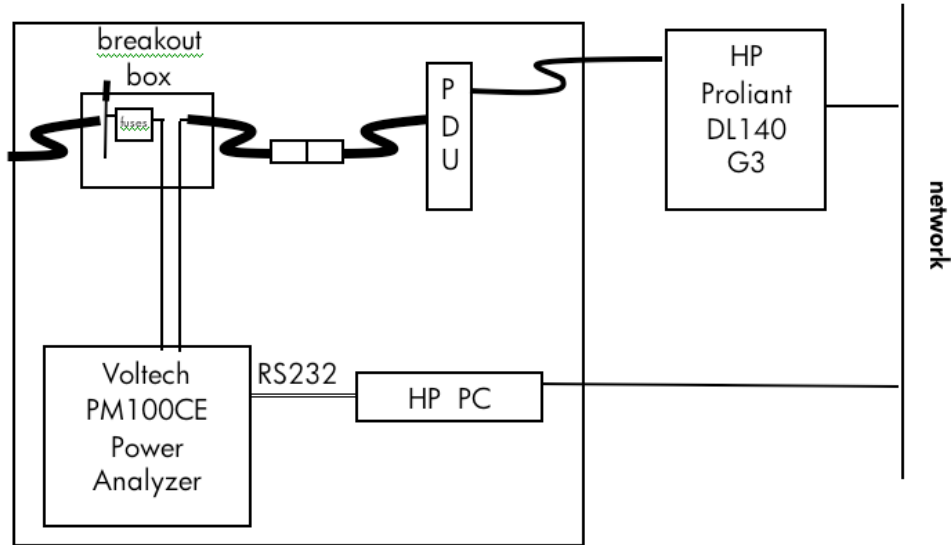 breakout
box
fuses
P
D
U
HP
Proliant
DL140
G3
network
Voltech
PM100CE
Power
Analyzer
RS232
HP PC